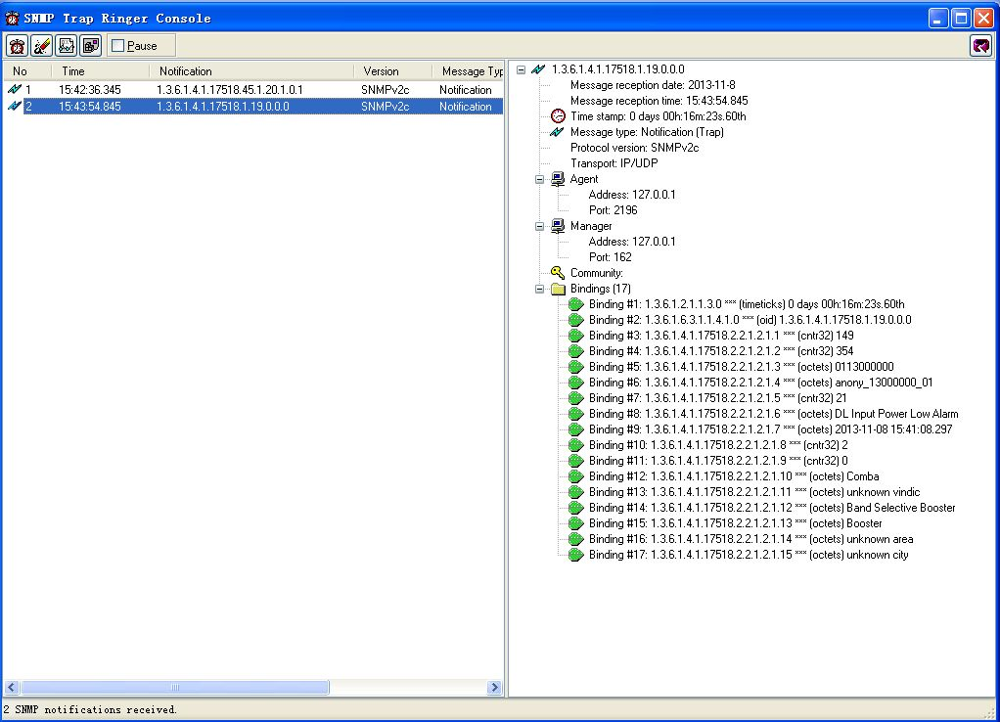 SNMP Trap Ringer Console
Pause
No Time Notification Version Message Typ
1 15:42:36.345 1.3.6.1.4.1.17518.45.1.20.1.0.1 SNMPv2c Notification
2 15:43:54.845 1.3.6.1.4.1.17518.1.19.0.0.0 SNMPv2c Notification
1.3.6.1.4.1.17518.1.19.0.0.0
Message reception date: 2013-11-8
Message reception time: 15:43:54.845
Time stamp: 0 days 00h:16m:23s.60th
Message type: Notification (Trap)
Protocol version: SNMPv2c
Transport: IP/UDP
Agent
Address: 127.0.0.1
Port: 2196
Manager
Address: 127.0.0.1
Port: 162
Community:
Bindings (17)
Binding #1: 1.3.6.1.2.1.1.3.0 *** (timeticks) 0 days 00h:16m:23s.60th
Binding #2: 1.3.6.1.6.3.1.1.4.1.0 *** (oid) 1.3.6.1.4.1.17518.1.19.0.0.0
Binding #3: 1.3.6.1.4.1.17518.2.2.1.2.1.1 *** (cntr32) 149
Binding #4: 1.3.6.1.4.1.17518.2.2.1.2.1.2 *** (cntr32) 354
Binding #5: 1.3.6.1.4.1.17518.2.2.1.2.1.3 *** (octets) 0113000000
Binding #6: 1.3.6.1.4.1.17518.2.2.1.2.1.4 *** (octets) anony_13000000_01
Binding #7: 1.3.6.1.4.1.17518.2.2.1.2.1.5 *** (cntr32) 21
Binding #8: 1.3.6.1.4.1.17518.2.2.1.2.1.6 *** (octets) DL Input Power Low Alarm
Binding #9: 1.3.6.1.4.1.17518.2.2.1.2.1.7 *** (octets) 2013-11-08 15:41:08.297
Binding #10: 1.3.6.1.4.1.17518.2.2.1.2.1.8 *** (cntr32) 2
Binding #11: 1.3.6.1.4.1.17518.2.2.1.2.1.9 *** (cntr32) 0
Binding #12: 1.3.6.1.4.1.17518.2.2.1.2.1.10 *** (octets) Comba
Binding #13: 1.3.6.1.4.1.17518.2.2.1.2.1.11 *** (octets) unknown vindic
Binding #14: 1.3.6.1.4.1.17518.2.2.1.2.1.12 *** (octets) Band Selective Booster
Binding #15: 1.3.6.1.4.1.17518.2.2.1.2.1.13 *** (octets) Booster
Binding #16: 1.3.6.1.4.1.17518.2.2.1.2.1.14 *** (octets) unknown area
Binding #17: 1.3.6.1.4.1.17518.2.2.1.2.1.15 *** (octets) unknown city
2 SNMP notifications received.